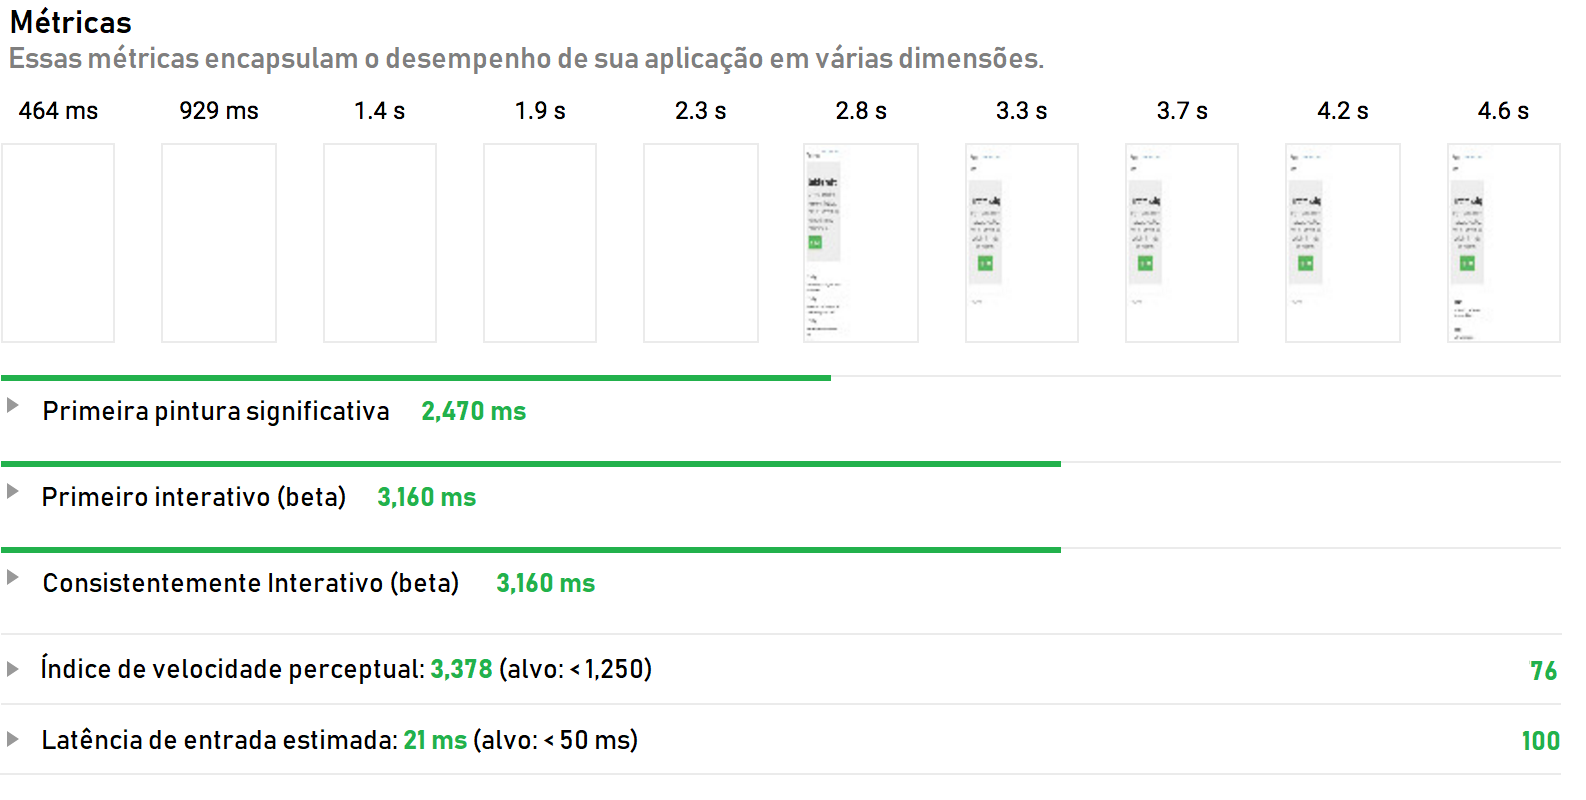 Métricas
Essas métricas encapsulam o desempenho de sua aplicação em várias dimensões.
464 ms 929 ms 1.4 s 1.9 s 2.3 s 2.8 s 3.3 s 3.7 s 4.2 s 4.6 s
Primeira pintura significativa 2,470 ms
Primeiro interativo (beta) 3,160 ms
Consistentemente Interativo (beta) 3,160 ms
Índice de velocidade perceptual: 3,378 (alvo: < 1,250) 76
Latência de entrada estimada: 21 ms (alvo: < 50 ms) 100